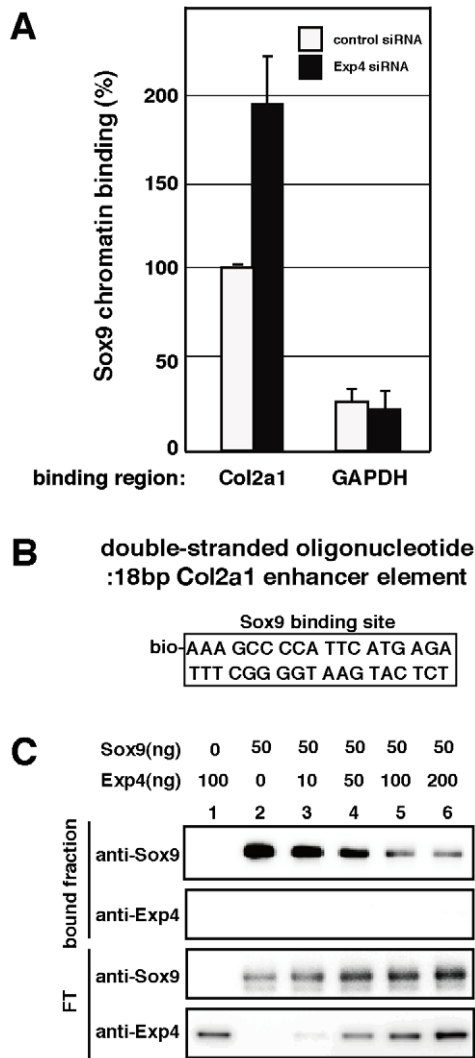 A
control siRNA
Exp4 siRNA
Sox9 chromatin binding (%)
200
150
100
50
0
binding region: Col2a1 GAPDH
B
double-stranded oligonucleotide
:18bp Col2a1 enhancer element
Sox9 binding site
bio-AAA GCC CCA TTC ATG AGA
TTT CGG GGT AAG TAC TCT
C
Sox9(ng) 0 50 50 50 50 50
Exp4(ng) 100 0 10 50 100 200
1 2 3 4 5 6
bound fraction
anti-Sox9
anti-Exp4
FT
anti-Sox9
anti-Exp4